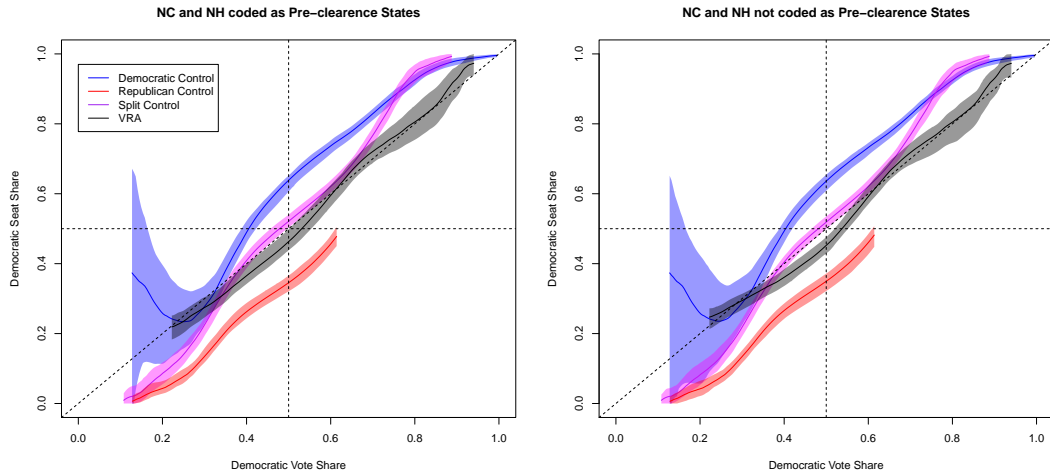 NC and NH coded as Pre−clearence States
Democratic Seat Share
1.0
0.8
0.6
0.4
0.2
0.0
Democratic Control
Republican Control
Split Control
VRA
0.0 0.2 0.4 0.6 0.8 1.0
Democratic Vote Share
NC and NH not coded as Pre−clearence States
Democratic Seat Share
1.0
0.8
0.6
0.4
0.2
0.0
0.0 0.2 0.4 0.6 0.8 1.0
Democratic Vote Share